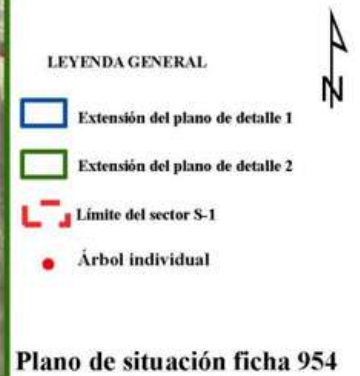 N
LEYENDA GENERAL
Extensión del plano de detalle 1
Extensión del plano de detalle 2
Límite del sector S-1
Árbol individual
Plano de situación ficha 954